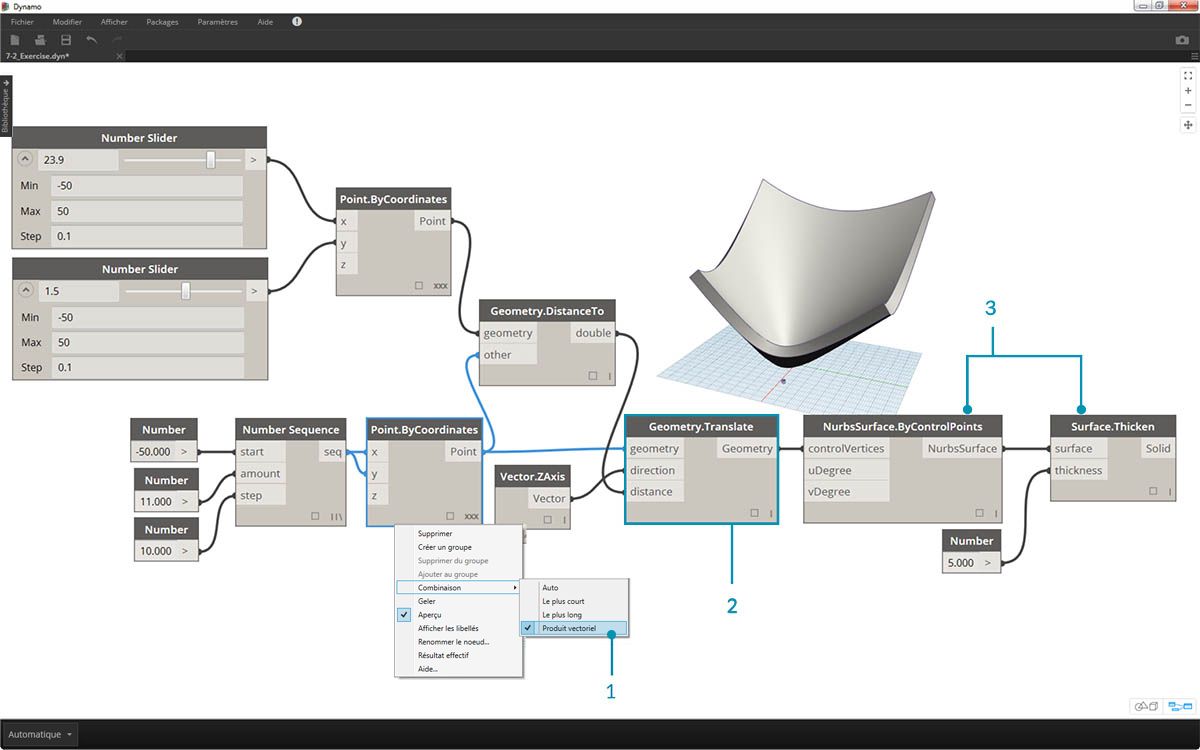 Dynamo
Fichier Modifier Afficher Packages Paramètres Aide
7-2_Exercise.dyn*
Bibliothèque
Number Slider
23.9 >
Min -50
Max 50
Step 0.1
Number Slider
1.5 >
Min -50
Max 50
Step 0.1
Point.ByCoordinates
x Point
y
z
xxx
Geometry.DistanceTo
geometry double
other
3
Number
-50.000 >
Number
11.000 >
Number
10.000 >
Number Sequence
start seq
amount
step
Point.ByCoordinates
x Point
y
z
xxx
Vector.ZAxis
Vector
Geometry.Translate
geometry Geometry
direction
distance
NurbsSurface.ByControlPoints
controlVertices NurbsSurface
uDegree
vDegree
Surface.Thicken
surface Solid
thickness
Number
5.000 >
Supprimer
Créer un groupe
Supprimer du groupe
Ajouter au groupe
Combinaison
Geler
Aperçu
Afficher les libellés
Renommer le noeud...
Résultat effectif
Aide...
Auto
Le plus court
Le plus long
Produit vectoriel
2
1
Automatique